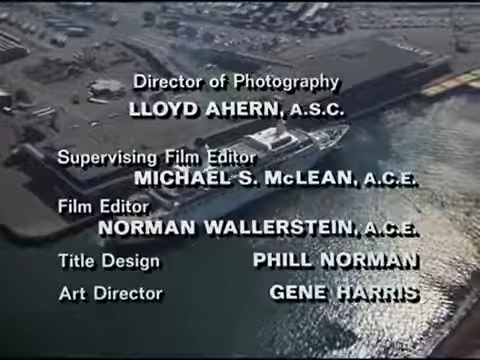 Director of Photography
LLOYD AHERN, A.S.C.
Supervising Film Editor
MICHAEL S. McLEAN, A.C.E.
Film Editor
NORMAN WALLERSTEIN, A.C.E.
Title Design PHILL NORMAN
Art Director GENE HARRIS